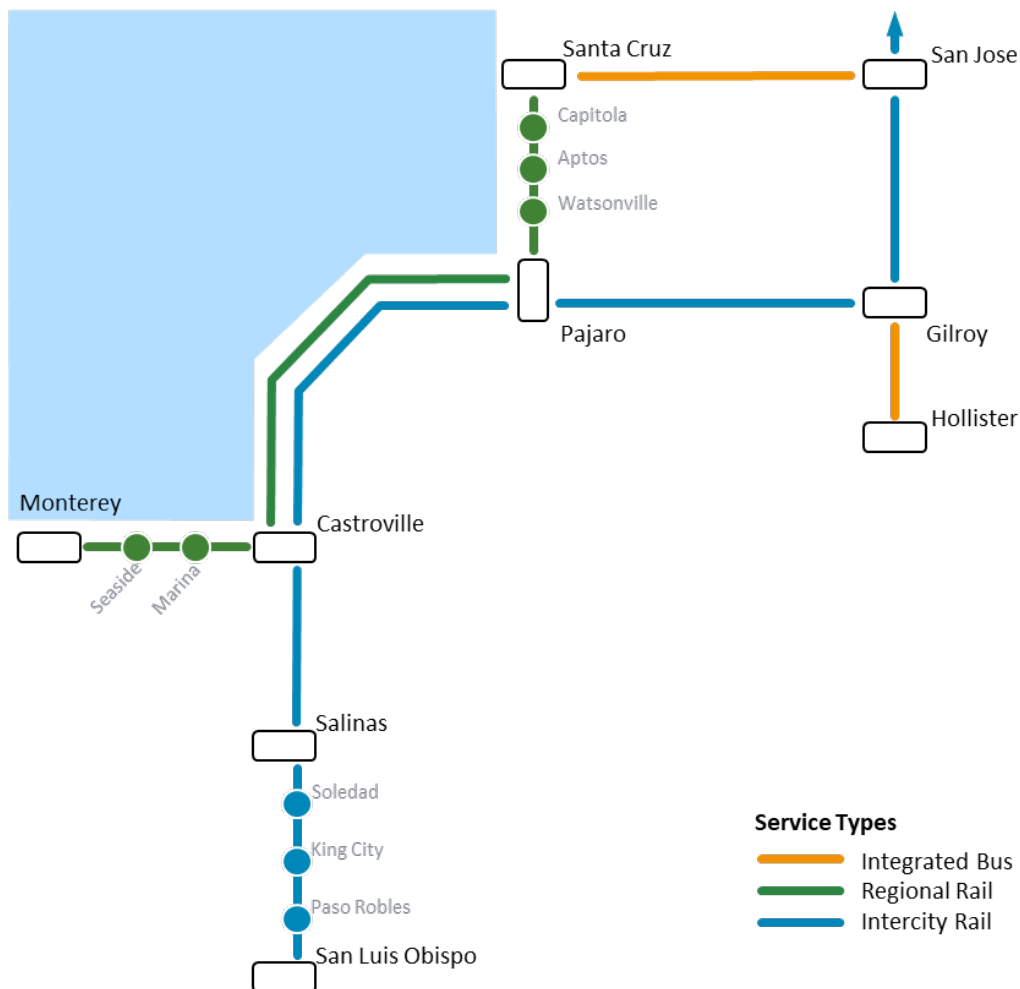 Santa Cruz
San Jose
Capitola
Aptos
Watsonville
Pajaro
Gilroy
Hollister
Monterey
Castroville
Seaside
Marina
Salinas
Soledad
King City
Paso Robles
San Luis Obispo
Service Types
Integrated Bus
Regional Rail
Intercity Rail